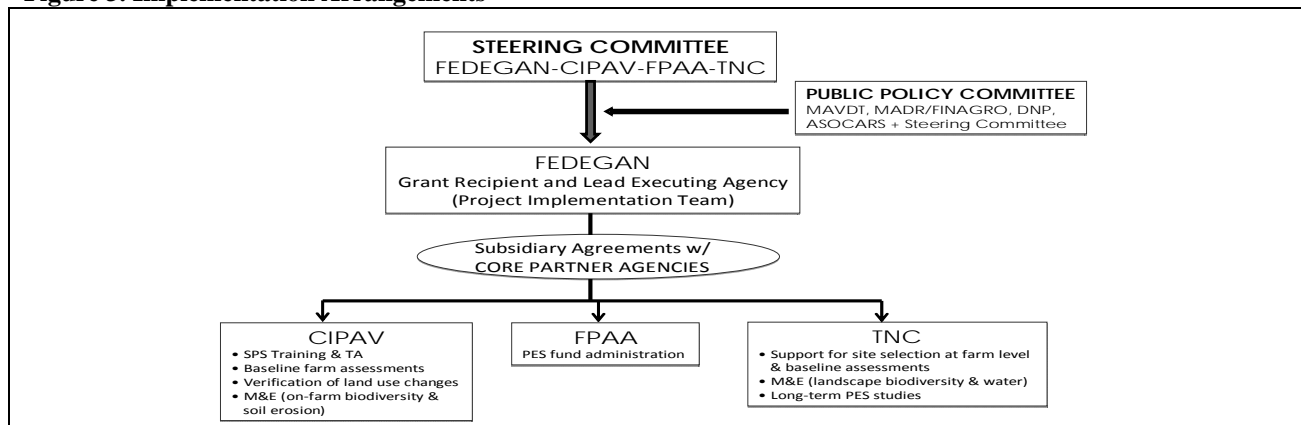 Figure 3: Implementation Arrangements
STEERING COMMITTEE
FEDEGAN-CIPAV-FPAA-TNC
PUBLIC POLICY COMMITTEE
MAVDT, MADR/FINAGRO, DNP,
ASOCARS + Steering Committee
FEDEGAN
Grant Recipient and Lead Executing Agency
(Project Implementation Team)
Subsidiary Agreements w/
CORE PARTNER AGENCIES
CIPAV
• SPS Training & TA
• Baseline farm assessments
• Verification of land use changes
• M&E (on-farm biodiversity &
soil erosion)
FPAA
PES fund administration
TNC
• Support for site selection at farm level
& baseline assessments
• M&E (landscape biodiversity & water)
• Long-term PES studies